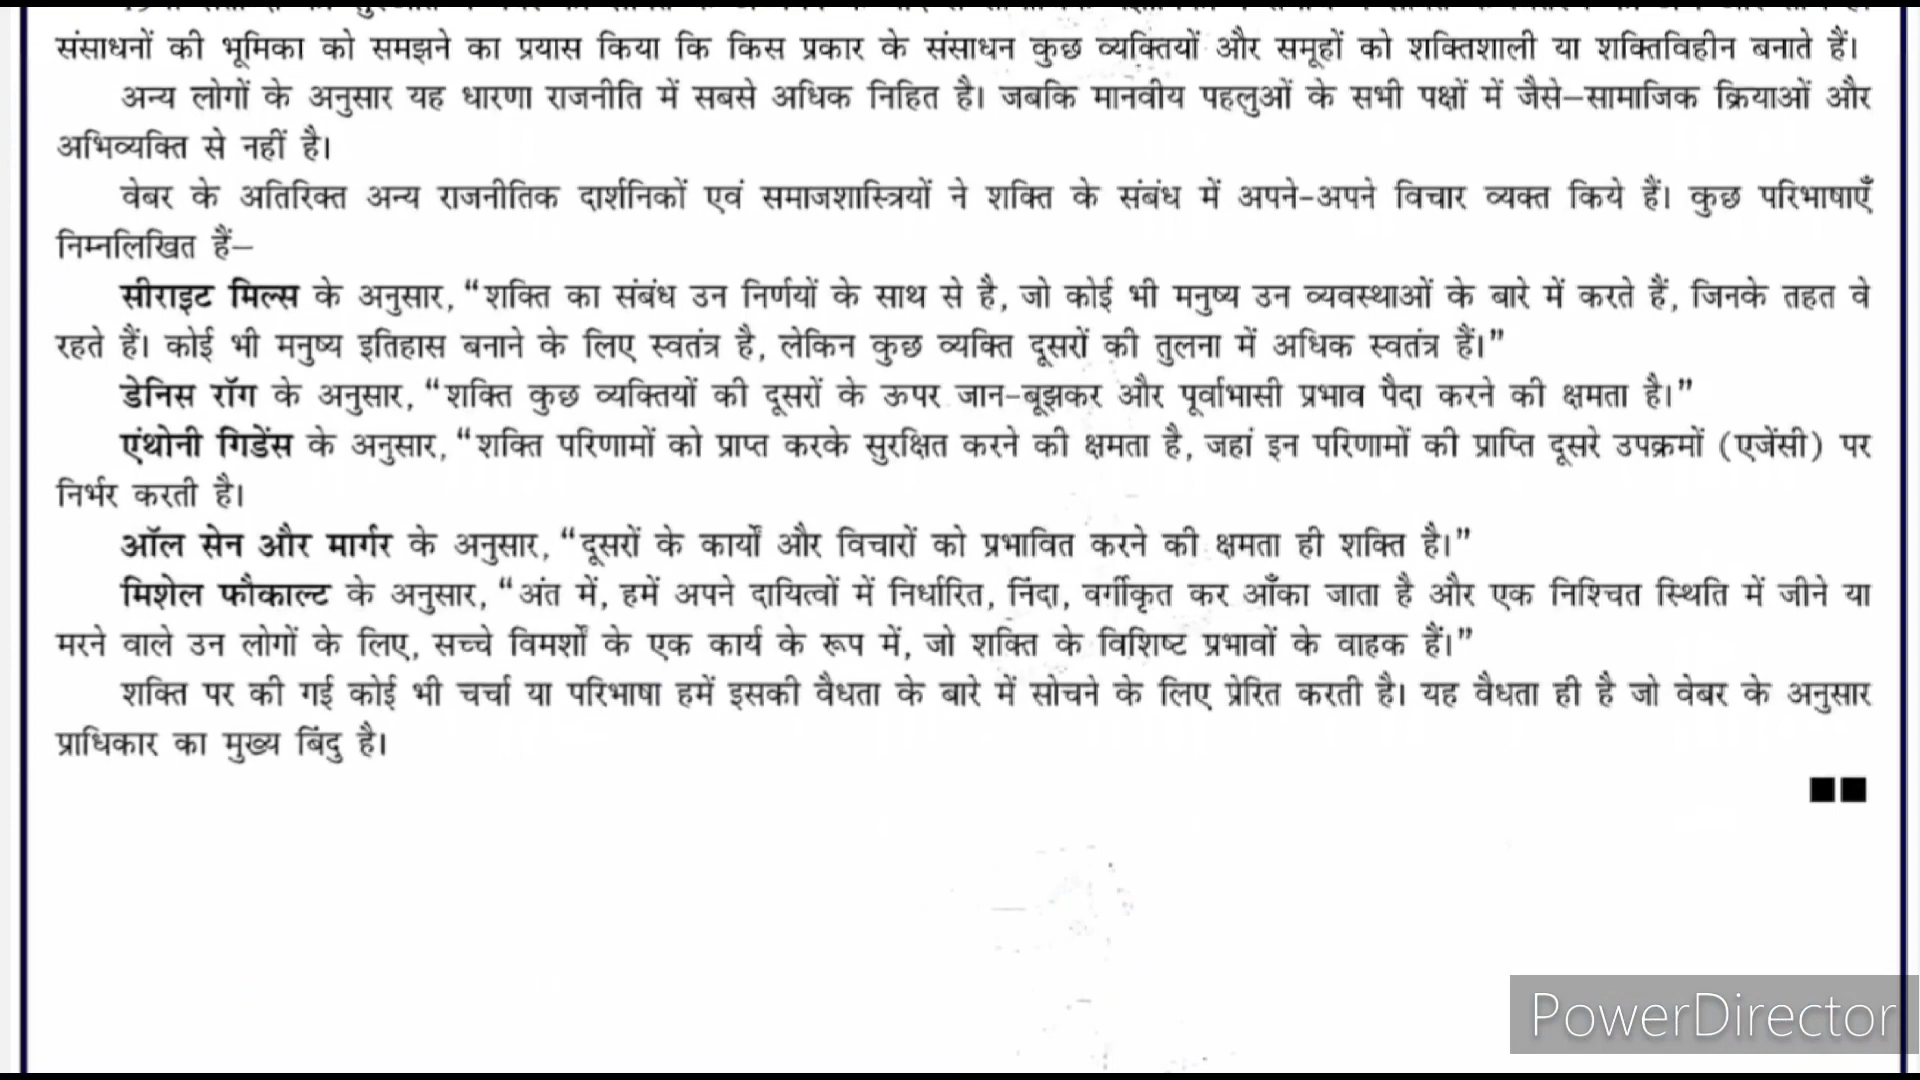 संसाधनों की भूमिका को समझने का प्रयास किया कि किस प्रकार के संसाधन कुछ व्यक्तियों और समूहों को शक्तिशाली या शक्तिविहीन बनाते हैं।
अन्य लोगों के अनुसार यह धारणा राजनीति में सबसे अधिक निहित है। जबकि मानवीय पहलुओं के सभी पक्षों में जैसे–सामाजिक क्रियाओं और
अभिव्यक्ति से नहीं है।
वेबर के अतिरिक्त अन्य राजनीतिक दार्शनिकों एवं समाजशास्त्रियों ने शक्ति के संबंध में अपने-अपने विचार व्यक्त किये हैं। कुछ परिभाषाएँ
निम्नलिखित हैं–
सीराइट मिल्स के अनुसार, “शक्ति का संबंध उन निर्णयों के साथ से है, जो कोई भी मनुष्य उन व्यवस्थाओं के बारे में करते हैं, जिनके तहत वे
रहते हैं। कोई भी मनुष्य इतिहास बनाने के लिए स्वतंत्र है, लेकिन कुछ व्यक्ति दूसरों की तुलना में अधिक स्वतंत्र हैं।”
डेनिस रॉग के अनुसार, “शक्ति कुछ व्यक्तियों की दूसरों के ऊपर जान-बूझकर और पूर्वाभासी प्रभाव पैदा करने की क्षमता है।”
एंथोनी गिडेंस के अनुसार, “शक्ति परिणामों को प्राप्त करके सुरक्षित करने की क्षमता है, जहां इन परिणामों की प्राप्ति दूसरे उपक्रमों (एजेंसी) पर
निर्भर करती है।
ऑल सेन और मार्गर के अनुसार, “दूसरों के कार्यों और विचारों को प्रभावित करने की क्षमता ही शक्ति है।”
मिशेल फौकाल्ट के अनुसार, “अंत में, हमें अपने दायित्वों में निर्धारित, निंदा, वर्गीकृत कर आँका जाता है और एक निश्चित स्थिति में जीने या
मरने वाले उन लोगों के लिए, सच्चे विमर्शों के एक कार्य के रूप में, जो शक्ति के विशिष्ट प्रभावों के वाहक हैं।”
शक्ति पर की गई कोई भी चर्चा या परिभाषा हमें इसकी वैधता के बारे में सोचने के लिए प्रेरित करती है। यह वैधता ही है जो वेबर के अनुसार
प्राधिकार का मुख्य बिंदु है।
PowerDirector